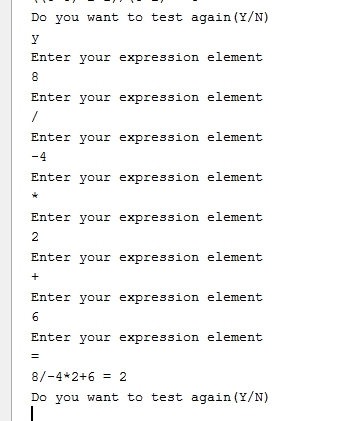 Do you want to test again(Y/N)
y
Enter your expression element
8
Enter your expression element
/
Enter your expression element
-4
Enter your expression element
*
Enter your expression element
2
Enter your expression element
+
Enter your expression element
6
Enter your expression element
=
8/-4*2+6 = 2
Do you want to test again(Y/N)